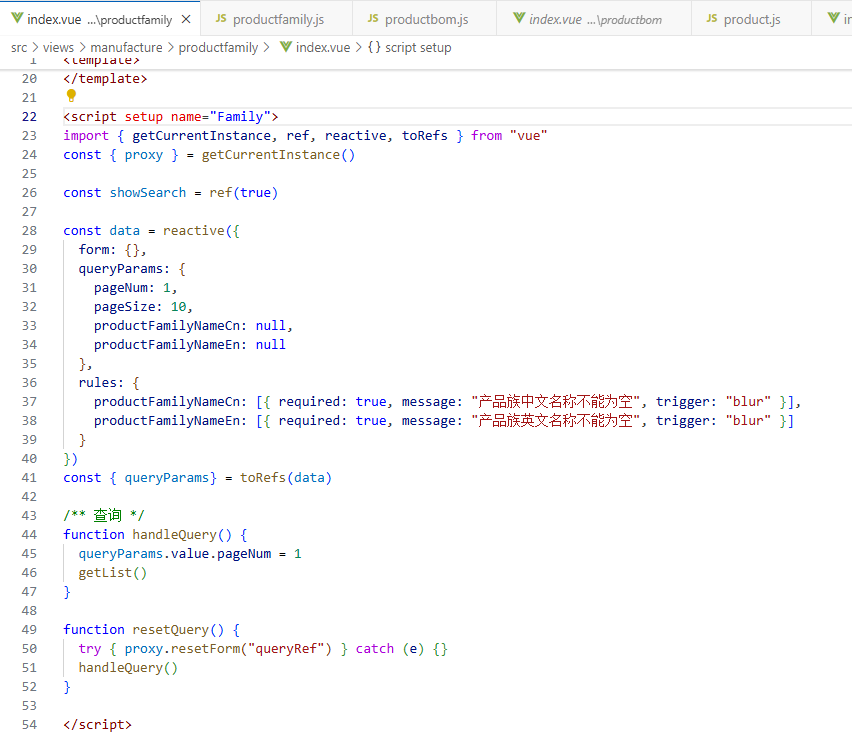 index.vue ...\productfamily ×
JS productfamily.js
JS productbom.js
index.vue ...\productbom
JS product.js
src > views > manufacture > productfamily > index.vue > {} script setup
1 <template>
20 </template>
21
22 <script setup name="Family">
23 import { getCurrentInstance, ref, reactive, toRefs } from "vue"
24 const { proxy } = getCurrentInstance()
25
26 const showSearch = ref(true)
27
28 const data = reactive({
29   form: {},
30   queryParams: {
31     pageNum: 1,
32     pageSize: 10,
33     productFamilyNameCn: null,
34     productFamilyNameEn: null
35   },
36   rules: {
37     productFamilyNameCn: [{ required: true, message: "产品族中文名称不能为空", trigger: "blur" }],
38     productFamilyNameEn: [{ required: true, message: "产品族英文名称不能为空", trigger: "blur" }]
39   }
40 })
41 const { queryParams} = toRefs(data)
42
43 /** 查询 */
44 function handleQuery() {
45   queryParams.value.pageNum = 1
46   getList()
47 }
48
49 function resetQuery() {
50   try { proxy.resetForm("queryRef") } catch (e) {}
51   handleQuery()
52 }
53
54 </script>